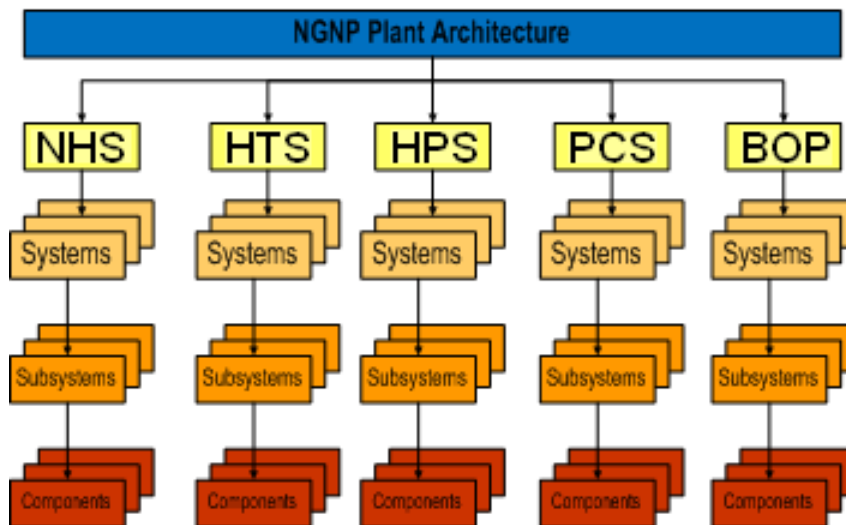 NGNP Plant Architecture
NHS HTS HPS PCS BOP
Systems Systems Systems Systems Systems
Subsystems Subsystems Subsystems Subsystems Subsystems
Components Components Components Components Components